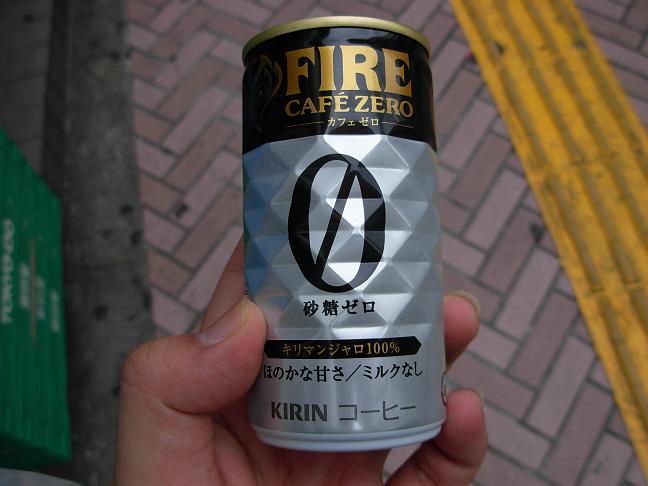 FIRE
CAFÉ ZERO
カフェゼロ
0
砂糖ゼロ
キリマンジャロ100%
ほのかな甘さ/ミルクなし
KIRIN コーヒー
TOKYO-DO